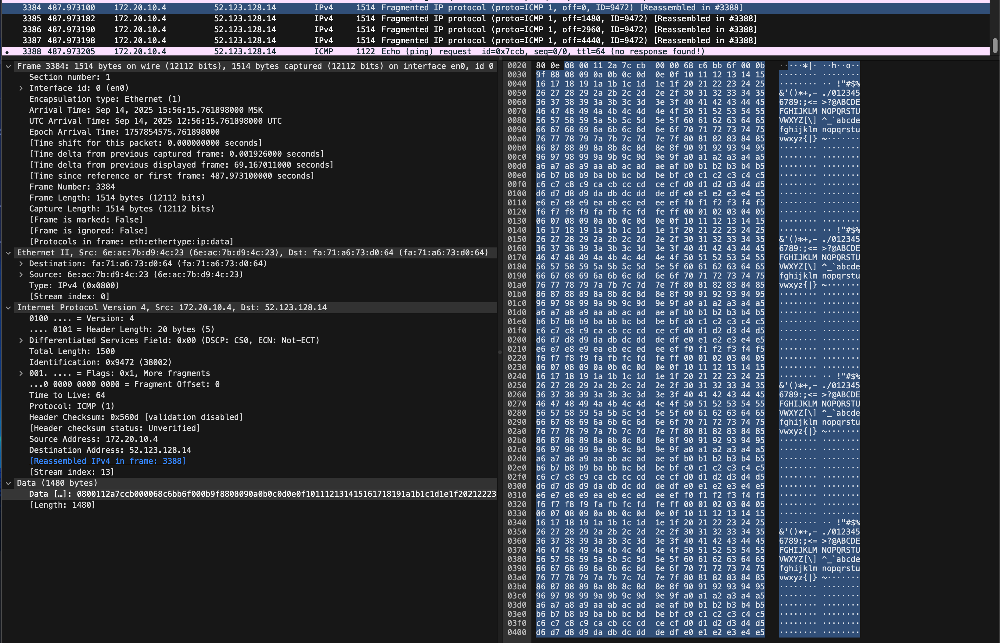 3384 487.973100 172.20.10.4 52.123.128.14 IPv4 1514 Fragmented IP protocol (proto=ICMP 1, off=0, ID=9472) [Reassembled in #3388]
3385 487.973182 172.20.10.4 52.123.128.14 IPv4 1514 Fragmented IP protocol (proto=ICMP 1, off=1480, ID=9472) [Reassembled in #3388]
3386 487.973190 172.20.10.4 52.123.128.14 IPv4 1514 Fragmented IP protocol (proto=ICMP 1, off=2960, ID=9472) [Reassembled in #3388]
3387 487.973198 172.20.10.4 52.123.128.14 IPv4 1514 Fragmented IP protocol (proto=ICMP 1, off=4440, ID=9472) [Reassembled in #3388]
3388 487.973205 172.20.10.4 52.123.128.14 ICMP 1122 Echo (ping) request id=0x7ccb, seq=0/0, ttl=64 (no response found!)
Frame 3384: 1514 bytes on wire (12112 bits), 1514 bytes captured (12112 bits) on interface en0, id 0
Section number: 1
Interface id: 0 (en0)
Encapsulation type: Ethernet (1)
Arrival Time: Sep 14, 2025 15:56:15.761898000 MSK
UTC Arrival Time: Sep 14, 2025 12:56:15.761898000 UTC
Epoch Arrival Time: 1757854575.761898000
[Time shift for this packet: 0.000000000 seconds]
[Time delta from previous captured frame: 0.001926000 seconds]
[Time delta from previous displayed frame: 69.167011000 seconds]
[Time since reference or first frame: 487.973100000 seconds]
Frame Number: 3384
Frame Length: 1514 bytes (12112 bits)
Capture Length: 1514 bytes (12112 bits)
[Frame is marked: False]
[Frame is ignored: False]
[Protocols in frame: eth:ethertype:ip:data]
Ethernet II, Src: 6e:ac:7b:d9:4c:23 (6e:ac:7b:d9:4c:23), Dst: fa:71:a6:73:d0:64 (fa:71:a6:73:d0:64)
Destination: fa:71:a6:73:d0:64 (fa:71:a6:73:d0:64)
Source: 6e:ac:7b:d9:4c:23 (6e:ac:7b:d9:4c:23)
Type: IPv4 (0x0800)
[Stream index: 0]
Internet Protocol Version 4, Src: 172.20.10.4, Dst: 52.123.128.14
0100 .... = Version: 4
.... 0101 = Header Length: 20 bytes (5)
Differentiated Services Field: 0x00 (DSCP: CS0, ECN: Not-ECT)
Total Length: 1500
Identification: 0x9472 (38002)
001. .... = Flags: 0x1, More fragments
...0 0000 0000 0000 = Fragment Offset: 0
Time to Live: 64
Protocol: ICMP (1)
Header Checksum: 0x560d [validation disabled]
[Header checksum status: Unverified]
Source Address: 172.20.10.4
Destination Address: 52.123.128.14
[Reassembled IPv4 in frame: 3388]
[Stream index: 13]
Data (1480 bytes)
Data […]: 0800112a7ccb000068c6bb6f000b9f8808090a0b0c0d0e0f101112131415161718191a1b1c1d1e1f20212223
[Length: 1480]
0020 80 0e 08 00 11 2a 7c cb 00 00 68 c6 bb 6f 00 0b ·····*|· ··h··o··
0030 9f 88 08 09 0a 0b 0c 0d 0e 0f 10 11 12 13 14 15 ········ ········
0040 16 17 18 19 1a 1b 1c 1d 1e 1f 20 21 22 23 24 25 ········ ·· !"#$%
0050 26 27 28 29 2a 2b 2c 2d 2e 2f 30 31 32 33 34 35 &'()*+,- ./012345
0060 36 37 38 39 3a 3b 3c 3d 3e 3f 40 41 42 43 44 45 6789:;<= >?@ABCDE
0070 46 47 48 49 4a 4b 4c 4d 4e 4f 50 51 52 53 54 55 FGHIJKLM NOPQRSTU
0080 56 57 58 59 5a 5b 5c 5d 5e 5f 60 61 62 63 64 65 VWXYZ[\] ^_`abcde
0090 66 67 68 69 6a 6b 6c 6d 6e 6f 70 71 72 73 74 75 fghijklm nopqrstu
00a0 76 77 78 79 7a 7b 7c 7d 7e 7f 80 81 82 83 84 85 vwxyz{|} ~·······
00b0 86 87 88 89 8a 8b 8c 8d 8e 8f 90 91 92 93 94 95 ········ ········
00c0 96 97 98 99 9a 9b 9c 9d 9e 9f a0 a1 a2 a3 a4 a5 ········ ········
00d0 a6 a7 a8 a9 aa ab ac ad ae af b0 b1 b2 b3 b4 b5 ········ ········
00e0 b6 b7 b8 b9 ba bb bc bd be bf c0 c1 c2 c3 c4 c5 ········ ········
00f0 c6 c7 c8 c9 ca cb cc cd ce cf d0 d1 d2 d3 d4 d5 ········ ········
0100 d6 d7 d8 d9 da db dc dd de df e0 e1 e2 e3 e4 e5 ········ ········
0110 e6 e7 e8 e9 ea eb ec ed ee ef f0 f1 f2 f3 f4 f5 ········ ········
0120 f6 f7 f8 f9 fa fb fc fd fe ff 00 01 02 03 04 05 ········ ········
0130 06 07 08 09 0a 0b 0c 0d 0e 0f 10 11 12 13 14 15 ········ ········
0140 16 17 18 19 1a 1b 1c 1d 1e 1f 20 21 22 23 24 25 ········ ·· !"#$%
0150 26 27 28 29 2a 2b 2c 2d 2e 2f 30 31 32 33 34 35 &'()*+,- ./012345
0160 36 37 38 39 3a 3b 3c 3d 3e 3f 40 41 42 43 44 45 6789:;<= >?@ABCDE
0170 46 47 48 49 4a 4b 4c 4d 4e 4f 50 51 52 53 54 55 FGHIJKLM NOPQRSTU
0180 56 57 58 59 5a 5b 5c 5d 5e 5f 60 61 62 63 64 65 VWXYZ[\] ^_`abcde
0190 66 67 68 69 6a 6b 6c 6d 6e 6f 70 71 72 73 74 75 fghijklm nopqrstu
01a0 76 77 78 79 7a 7b 7c 7d 7e 7f 80 81 82 83 84 85 vwxyz{|} ~·······
01b0 86 87 88 89 8a 8b 8c 8d 8e 8f 90 91 92 93 94 95 ········ ········
01c0 96 97 98 99 9a 9b 9c 9d 9e 9f a0 a1 a2 a3 a4 a5 ········ ········
01d0 a6 a7 a8 a9 aa ab ac ad ae af b0 b1 b2 b3 b4 b5 ········ ········
01e0 b6 b7 b8 b9 ba bb bc bd be bf c0 c1 c2 c3 c4 c5 ········ ········
01f0 c6 c7 c8 c9 ca cb cc cd ce cf d0 d1 d2 d3 d4 d5 ········ ········
0200 d6 d7 d8 d9 da db dc dd de df e0 e1 e2 e3 e4 e5 ········ ········
0210 e6 e7 e8 e9 ea eb ec ed ee ef f0 f1 f2 f3 f4 f5 ········ ········
0220 f6 f7 f8 f9 fa fb fc fd fe ff 00 01 02 03 04 05 ········ ········
0230 06 07 08 09 0a 0b 0c 0d 0e 0f 10 11 12 13 14 15 ········ ········
0240 16 17 18 19 1a 1b 1c 1d 1e 1f 20 21 22 23 24 25 ········ ·· !"#$%
0250 26 27 28 29 2a 2b 2c 2d 2e 2f 30 31 32 33 34 35 &'()*+,- ./012345
0260 36 37 38 39 3a 3b 3c 3d 3e 3f 40 41 42 43 44 45 6789:;<= >?@ABCDE
0270 46 47 48 49 4a 4b 4c 4d 4e 4f 50 51 52 53 54 55 FGHIJKLM NOPQRSTU
0280 56 57 58 59 5a 5b 5c 5d 5e 5f 60 61 62 63 64 65 VWXYZ[\] ^_`abcde
0290 66 67 68 69 6a 6b 6c 6d 6e 6f 70 71 72 73 74 75 fghijklm nopqrstu
02a0 76 77 78 79 7a 7b 7c 7d 7e 7f 80 81 82 83 84 85 vwxyz{|} ~·······
02b0 86 87 88 89 8a 8b 8c 8d 8e 8f 90 91 92 93 94 95 ········ ········
02c0 96 97 98 99 9a 9b 9c 9d 9e 9f a0 a1 a2 a3 a4 a5 ········ ········
02d0 a6 a7 a8 a9 aa ab ac ad ae af b0 b1 b2 b3 b4 b5 ········ ········
02e0 b6 b7 b8 b9 ba bb bc bd be bf c0 c1 c2 c3 c4 c5 ········ ········
02f0 c6 c7 c8 c9 ca cb cc cd ce cf d0 d1 d2 d3 d4 d5 ········ ········
0300 d6 d7 d8 d9 da db dc dd de df e0 e1 e2 e3 e4 e5 ········ ········
0310 e6 e7 e8 e9 ea eb ec ed ee ef f0 f1 f2 f3 f4 f5 ········ ········
0320 f6 f7 f8 f9 fa fb fc fd fe ff 00 01 02 03 04 05 ········ ········
0330 06 07 08 09 0a 0b 0c 0d 0e 0f 10 11 12 13 14 15 ········ ········
0340 16 17 18 19 1a 1b 1c 1d 1e 1f 20 21 22 23 24 25 ········ ·· !"#$%
0350 26 27 28 29 2a 2b 2c 2d 2e 2f 30 31 32 33 34 35 &'()*+,- ./012345
0360 36 37 38 39 3a 3b 3c 3d 3e 3f 40 41 42 43 44 45 6789:;<= >?@ABCDE
0370 46 47 48 49 4a 4b 4c 4d 4e 4f 50 51 52 53 54 55 FGHIJKLM NOPQRSTU
0380 56 57 58 59 5a 5b 5c 5d 5e 5f 60 61 62 63 64 65 VWXYZ[\] ^_`abcde
0390 66 67 68 69 6a 6b 6c 6d 6e 6f 70 71 72 73 74 75 fghijklm nopqrstu
03a0 76 77 78 79 7a 7b 7c 7d 7e 7f 80 81 82 83 84 85 vwxyz{|} ~·······
03b0 86 87 88 89 8a 8b 8c 8d 8e 8f 90 91 92 93 94 95 ········ ········
03c0 96 97 98 99 9a 9b 9c 9d 9e 9f a0 a1 a2 a3 a4 a5 ········ ········
03d0 a6 a7 a8 a9 aa ab ac ad ae af b0 b1 b2 b3 b4 b5 ········ ········
03e0 b6 b7 b8 b9 ba bb bc bd be bf c0 c1 c2 c3 c4 c5 ········ ········
03f0 c6 c7 c8 c9 ca cb cc cd ce cf d0 d1 d2 d3 d4 d5 ········ ········
0400 d6 d7 d8 d9 da db dc dd de df e0 e1 e2 e3 e4 e5 ········ ········